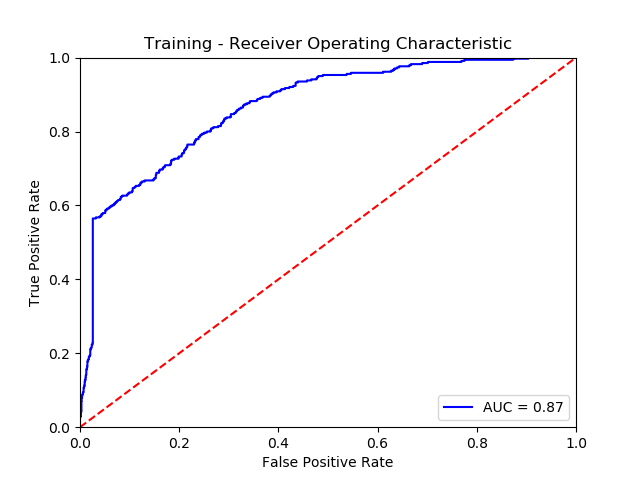 Training - Receiver Operating Characteristic
1.0
0.8
0.6
0.4
0.2
0.0
True Positive Rate
0.0 0.2 0.4 0.6 0.8 1.0
False Positive Rate
AUC = 0.87